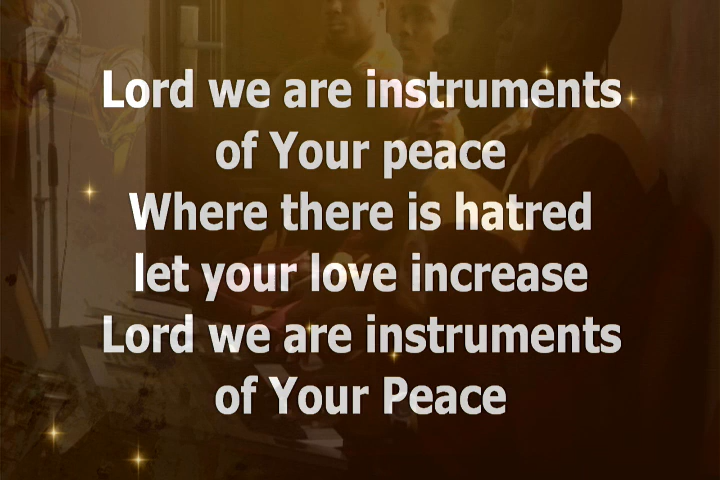 Lord we are instruments
of Your peace
Where there is hatred
let your love increase
Lord we are instruments
of Your Peace